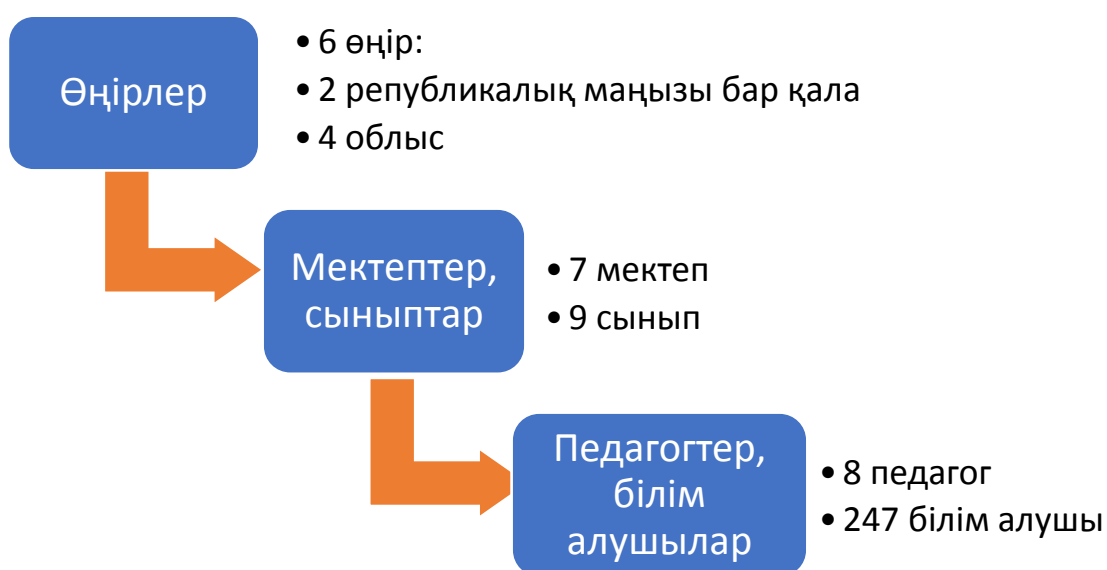 Өңірлер
• 6 өңір:
• 2 републикалық маңызы бар қала
• 4 облыс
Мектептер,
сыныптар
• 7 мектеп
• 9 сынып
Педагогтер,
білім
алушылар
• 8 педагог
• 247 білім алушы